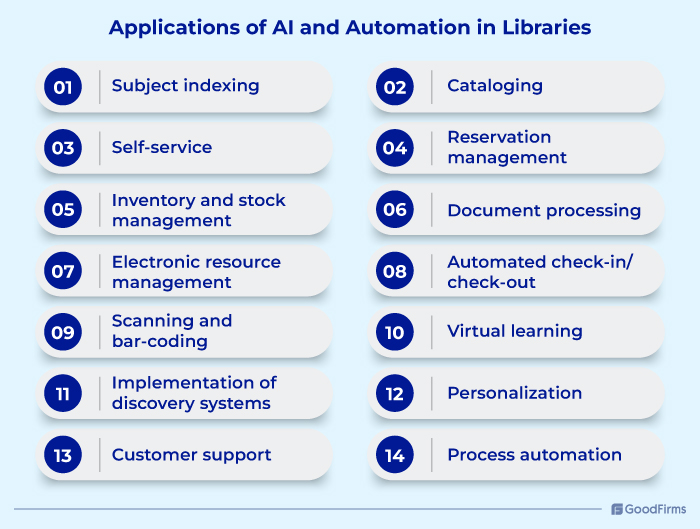 Applications of AI and Automation in Libraries
01
Subject indexing
02
Cataloging
03
Self-service
04
Reservation
management
05
Inventory and stock
management
06
Document processing
07
Electronic resource
management
08
Automated check-in/
check-out
09
Scanning and
bar-coding
10
Virtual learning
11
Implementation of
discovery systems
12
Personalization
13
Customer support
14
Process automation
GoodFirms